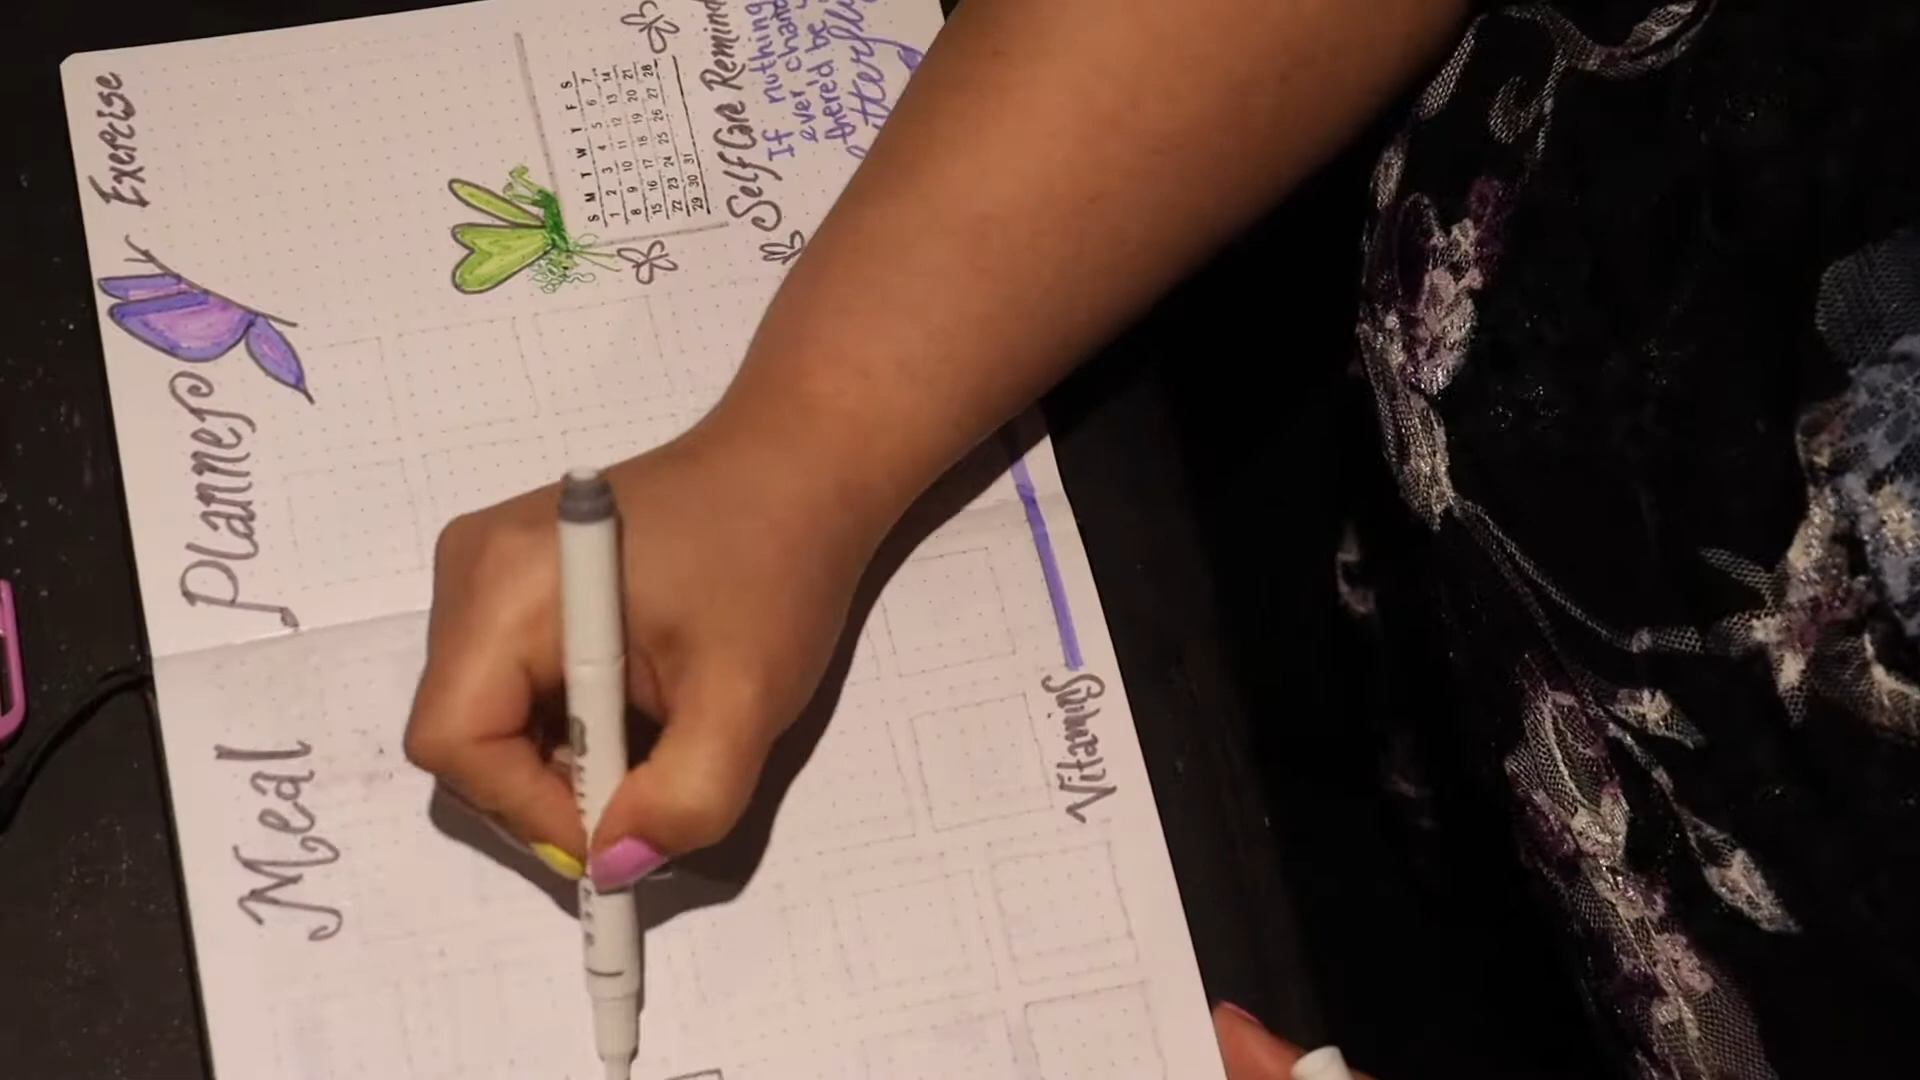 Meal Planner
Exercise
S M T W T F S
1 2 3 4 5 6 7
8 9 10 11 12 13 14
15 16 17 18 19 20 21
22 23 24 25 26 27 28
29 30 31
Self Care
If nothing
ever
there'd be
Vitamins